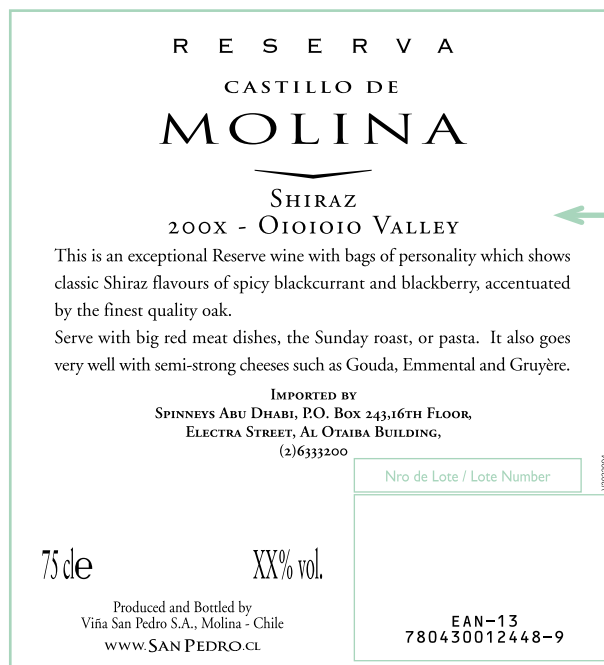 RESERVA
CASTILLO DE
MOLINA
SHIRAZ
200X - OIOIOIO VALLEY
This is an exceptional Reserve wine with bags of personality which shows
classic Shiraz flavours of spicy blackcurrant and blackberry, accentuated
by the finest quality oak.
Serve with big red meat dishes, the Sunday roast, or pasta. It also goes
very well with semi-strong cheeses such as Gouda, Emmental and Gruyère.
IMPORTED BY
SPINNEYS ABU DHABI, P.O. BOX 243,16TH FLOOR,
ELECTRA STREET, AL OTAIBA BUILDING,
(2)6333200
Nro de Lote / Lote Number
75 cle
XX% vol.
Produced and Bottled by
Viña San Pedro S.A., Molina - Chile
WWW.SANPEDRO.CL
EAN-13
780430012448-9